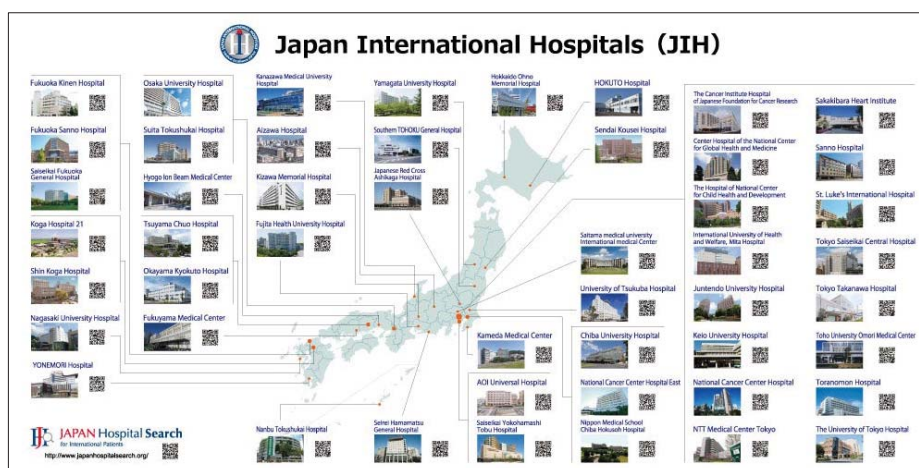 Japan International Hospitals (JIH)
Fukuoka Kinen Hospital
Fukuoka Sanno Hospital
Saiseikai Fukuoka
General Hospital
Koga Hospital 21
Shin Koga Hospital
Nagasaki University Hospital
YONEMORI Hospital
Osaka University Hospital
Suita Tokushukai Hospital
Hyogo Ion Beam Medical Center
Tsuyama Chuo Hospital
Okayama Kyokuto Hospital
Fukuyama Medical Center
Kanazawa Medical University
Hospital
Aizawa Hospital
Kizawa Memorial Hospital
Fujita Health University Hospital
Yamagata University Hospital
Southern TOHOKU General Hospital
Japanese Red Cross
Ashikaga Hospital
Hokkaido Ohno
Memorial Hospital
HOKUTO Hospital
Sendai Kousei Hospital
Saitama medical university
International medical Center
University of Tsukuba Hospital
Kameda Medical Center
Chiba University Hospital
AOI Universal Hospital
National Cancer Center Hospital East
Nanbu Tokushukai Hospital
Seirei Hamamatsu
General Hospital
Saiseikai Yokohamashi
Tobu Hospital
Nippon Medical School
Chiba Hokusoh Hospital
The Cancer Institute Hospital
of Japanese Foundation for Cancer Research
Center Hospital of the National Center
for Global Health and Medicine
The Hospital of National Center
for Child Health and Development
International University of Health
and Welfare, Mita Hospital
Juntendo University Hospital
Keio University Hospital
National Cancer Center Hospital
NTT Medical Center Tokyo
Sakakibara Heart Institute
Sanno Hospital
St. Luke's International Hospital
Tokyo Saiseikai Central Hospital
Tokyo Takanawa Hospital
Toho University Omori Medical Center
Toranomon Hospital
The University of Tokyo Hospital
JAPAN Hospital Search
for International Patients
http://www.japanhospitalsearch.org/